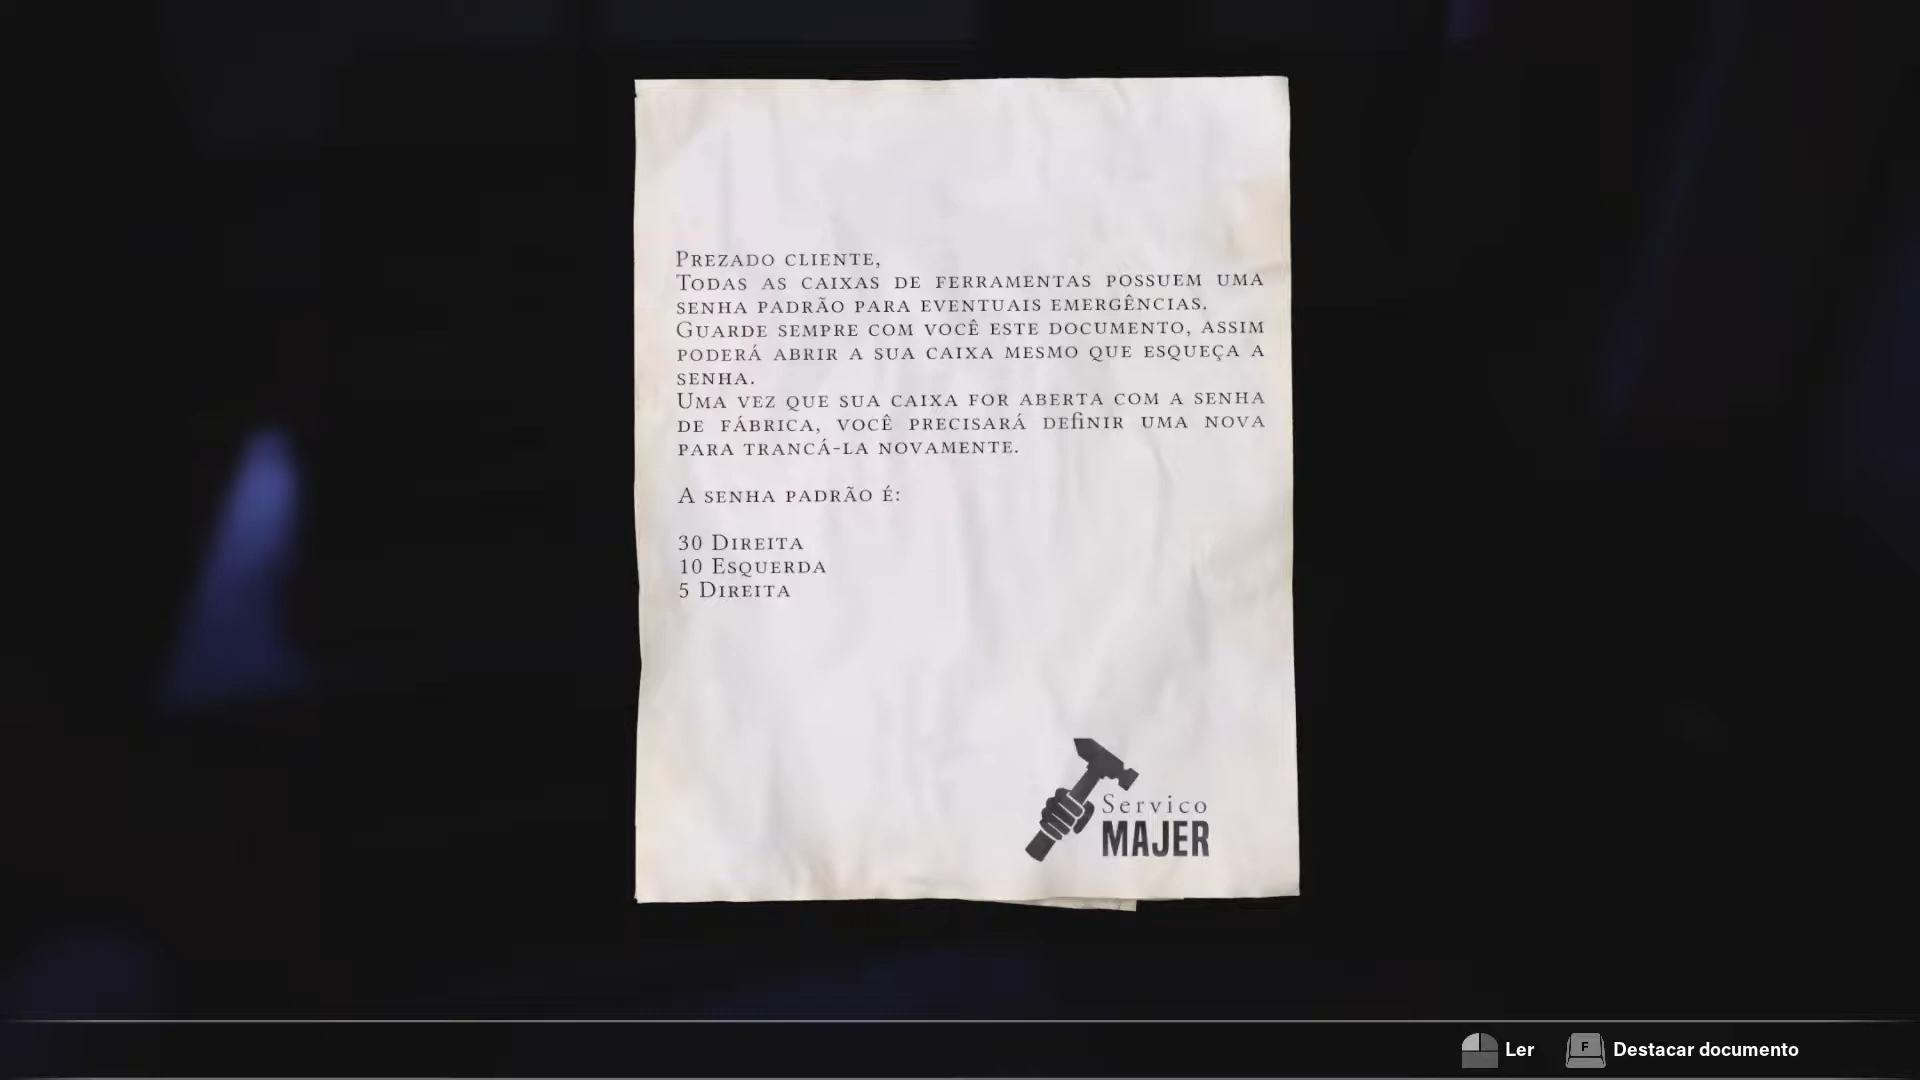 Prezado cliente,
Todas as caixas de ferramentas possuem uma
senha padrão para eventuais emergências.
Guarde sempre com você este documento, assim
poderá abrir a sua caixa mesmo que esqueça a
senha.
Uma vez que sua caixa for aberta com a senha
de fábrica, você precisará definir uma nova
para trancá-la novamente.
A senha padrão é:
30 Direita
10 Esquerda
5 Direita
Servico
MAJER
Ler
F
Destacar documento